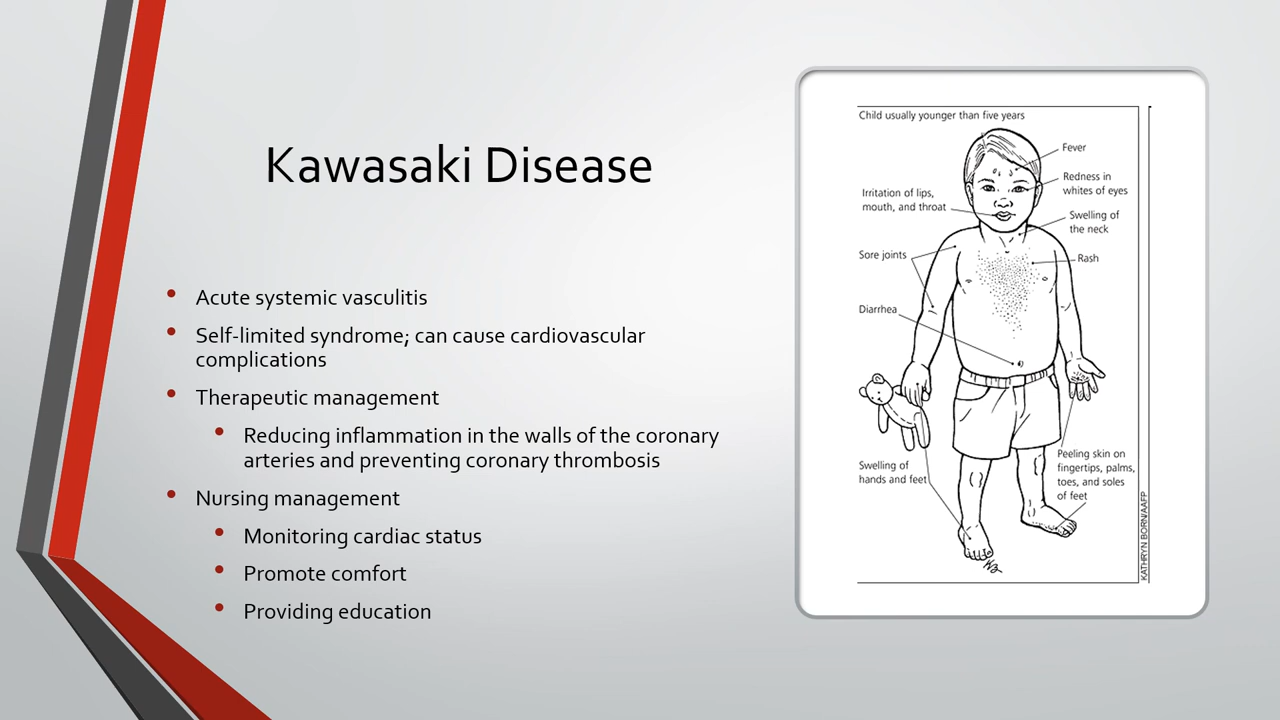 Kawasaki Disease
• Acute systemic vasculitis
• Self-limited syndrome; can cause cardiovascular
complications
• Therapeutic management
• Reducing inflammation in the walls of the coronary
arteries and preventing coronary thrombosis
• Nursing management
• Monitoring cardiac status
• Promote comfort
• Providing education
Child usually younger than five years
Fever
Redness in
whites of eyes
Irritation of lips,
mouth, and throat
Swelling of
the neck
Sore joints
Rash
Diarrhea
Swelling of
hands and feet
Peeling skin on
fingertips, palms,
toes, and soles
of feet
KATHRYN BORN/AAFP